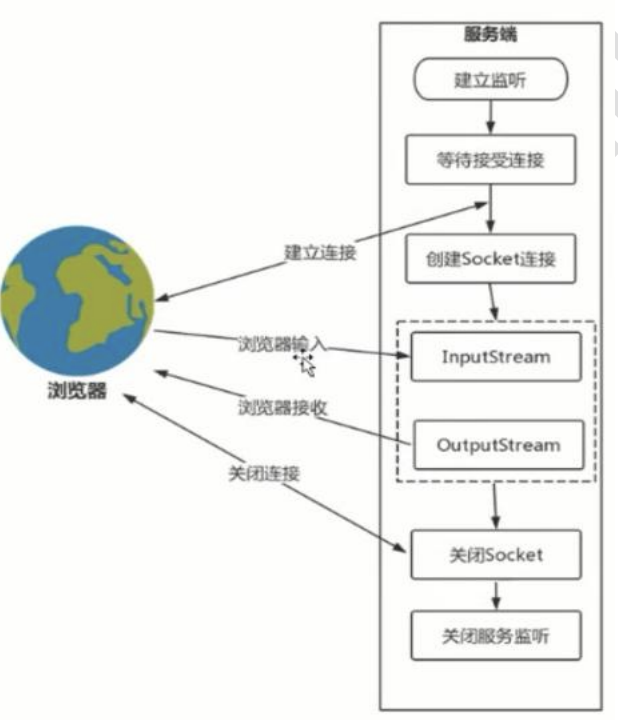 服务端
建立监听
等待接受连接
建立连接
创建Socket连接
浏览器输入
InputStream
浏览器
浏览器接收
OutputStream
关闭连接
关闭Socket
关闭服务监听